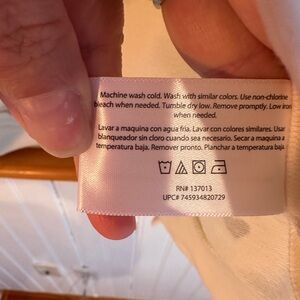 Machine wash cold. Wash with similar colors. Use non-chlorine
bleach when needed. Tumble dry low. Remove promptly. Low iron
when needed.
Lavar a maquina con agua fria. Lavar con colores similares. Usar
blanqueador sin cloro cuando sea necesario. Secar a maquina a
temperatura baja. Remover pronto. Planchar a temperatura baja.
RN# 137013
UPC# 745934820729